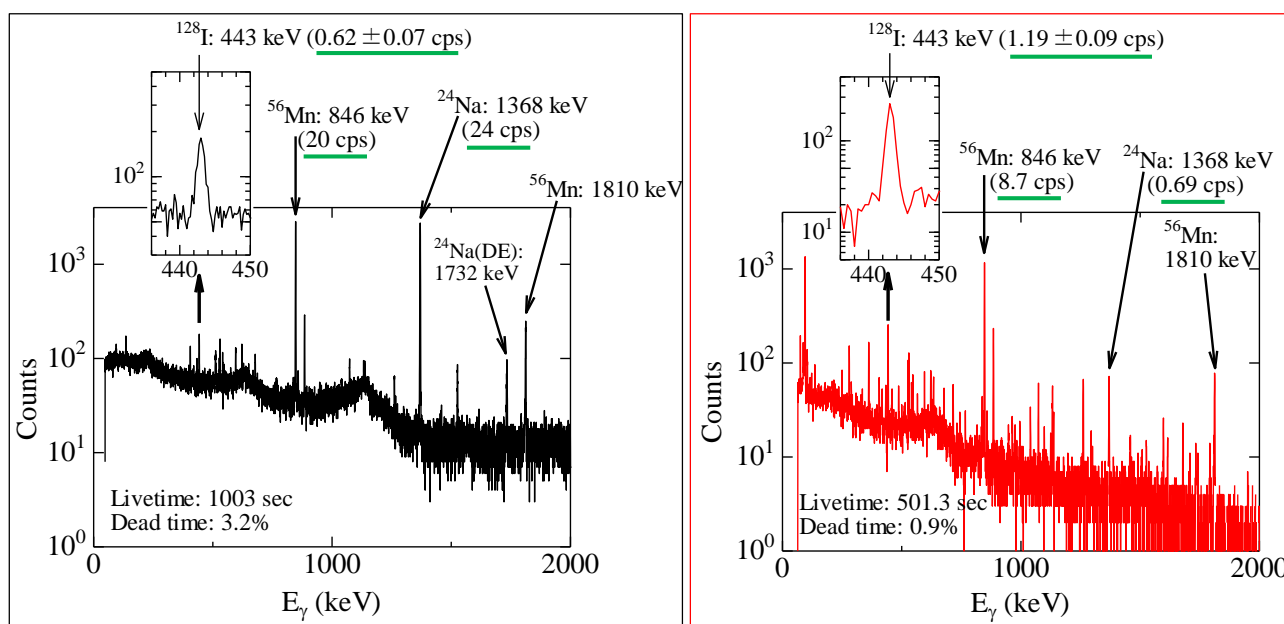 ¹²⁸I: 443 keV (0.62 ±0.07 cps)
⁵⁶Mn: 846 keV
(20 cps)
²⁴Na: 1368 keV
(24 cps)
⁵⁶Mn: 1810 keV
²⁴Na(DE):
1732 keV
10²
440
450
10³
10²
10¹
10⁰
Counts
Livetime: 1003 sec
Dead time: 3.2%
0
1000
2000
Eγ (keV)
¹²⁸I: 443 keV (1.19 ±0.09 cps)
⁵⁶Mn: 846 keV
(8.7 cps)
²⁴Na: 1368 keV
(0.69 cps)
⁵⁶Mn:
1810 keV
10²
10¹
440
450
10³
10²
10¹
10⁰
Counts
Livetime: 501.3 sec
Dead time: 0.9%
0
1000
2000
Eγ (keV)